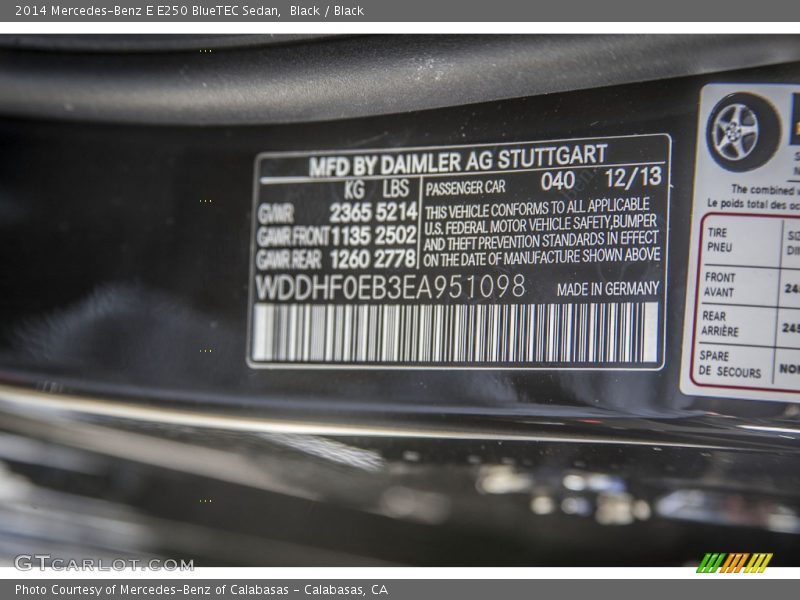 2014 Mercedes-Benz E E250 BlueTEC Sedan, Black / Black
MFD BY DAIMLER AG STUTTGART
KG LBS
GVWR 2365 5214
GAWR FRONT 1135 2502
GAWR REAR 1260 2778
PASSENGER CAR 040 12/13
THIS VEHICLE CONFORMS TO ALL APPLICABLE
U.S. FEDERAL MOTOR VEHICLE SAFETY,BUMPER
AND THEFT PREVENTION STANDARDS IN EFFECT
ON THE DATE OF MANUFACTURE SHOWN ABOVE
WDDHF0EB3EA951098 MADE IN GERMANY
The combined
Le poids total des
TIRE
PNEU
FRONT
AVANT
REAR
ARRIÈRE
SPARE
DE SECOURS
GTCARLOT.COM
Photo Courtesy of Mercedes-Benz of Calabasas - Calabasas, CA